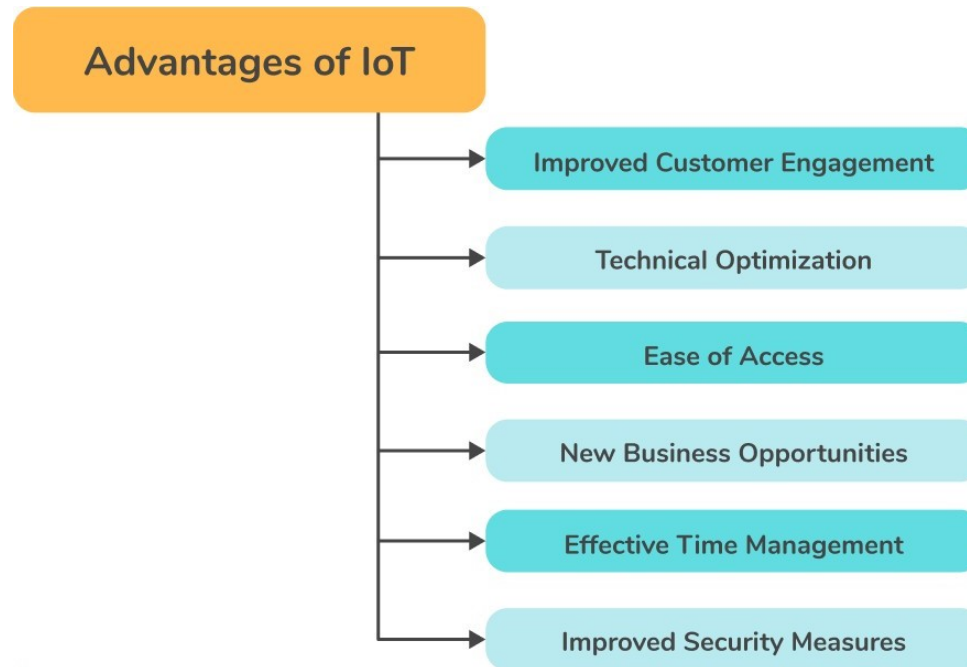 Advantages of IoT
Improved Customer Engagement
Technical Optimization
Ease of Access
New Business Opportunities
Effective Time Management
Improved Security Measures